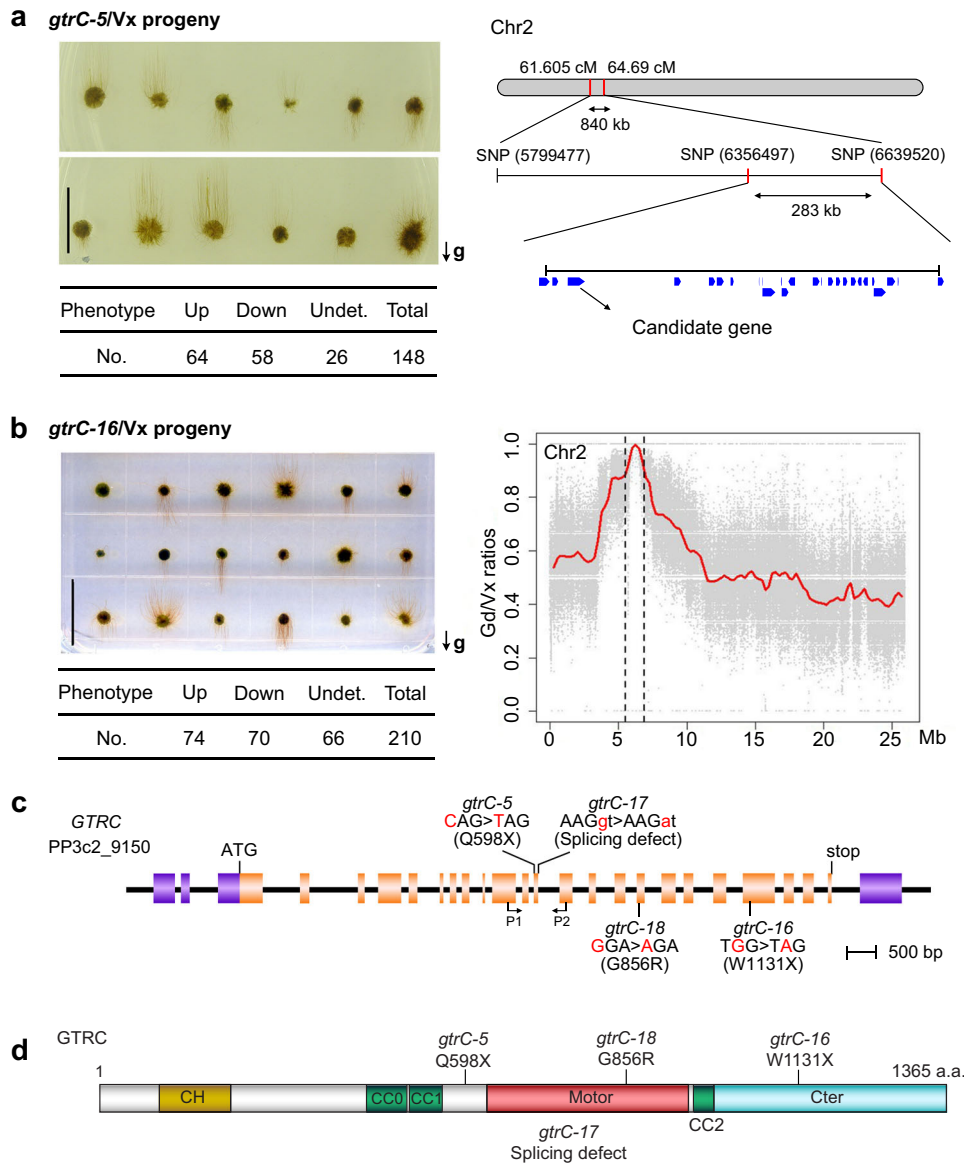 a gtrC-5/Vx progeny
g
Phenotype Up Down Undet. Total
No. 64 58 26 148
Chr2
61.605 cM 64.69 cM
840 kb
SNP (5799477) SNP (6356497) SNP (6639520)
283 kb
Candidate gene
b gtrC-16/Vx progeny
g
Phenotype Up Down Undet. Total
No. 74 70 66 210
Chr2
Gd/Vx ratios
1.0
0.8
0.6
0.4
0.2
0.0
0 5 10 15 20 25 Mb
c
GTRC
PP3c2_9150
ATG
gtrC-5
CAG>TAG
(Q598X)
gtrC-17
AAGgt>AAGat
(Splicing defect)
stop
P1 P2
gtrC-18
GGA>AGA
(G856R)
gtrC-16
TGG>TAG
(W1131X)
500 bp
d
GTRC
1
gtrC-5
Q598X
gtrC-18
G856R
gtrC-16
W1131X
1365 a.a.
CH CC0 CC1 Motor Cter
CC2
gtrC-17
Splicing defect